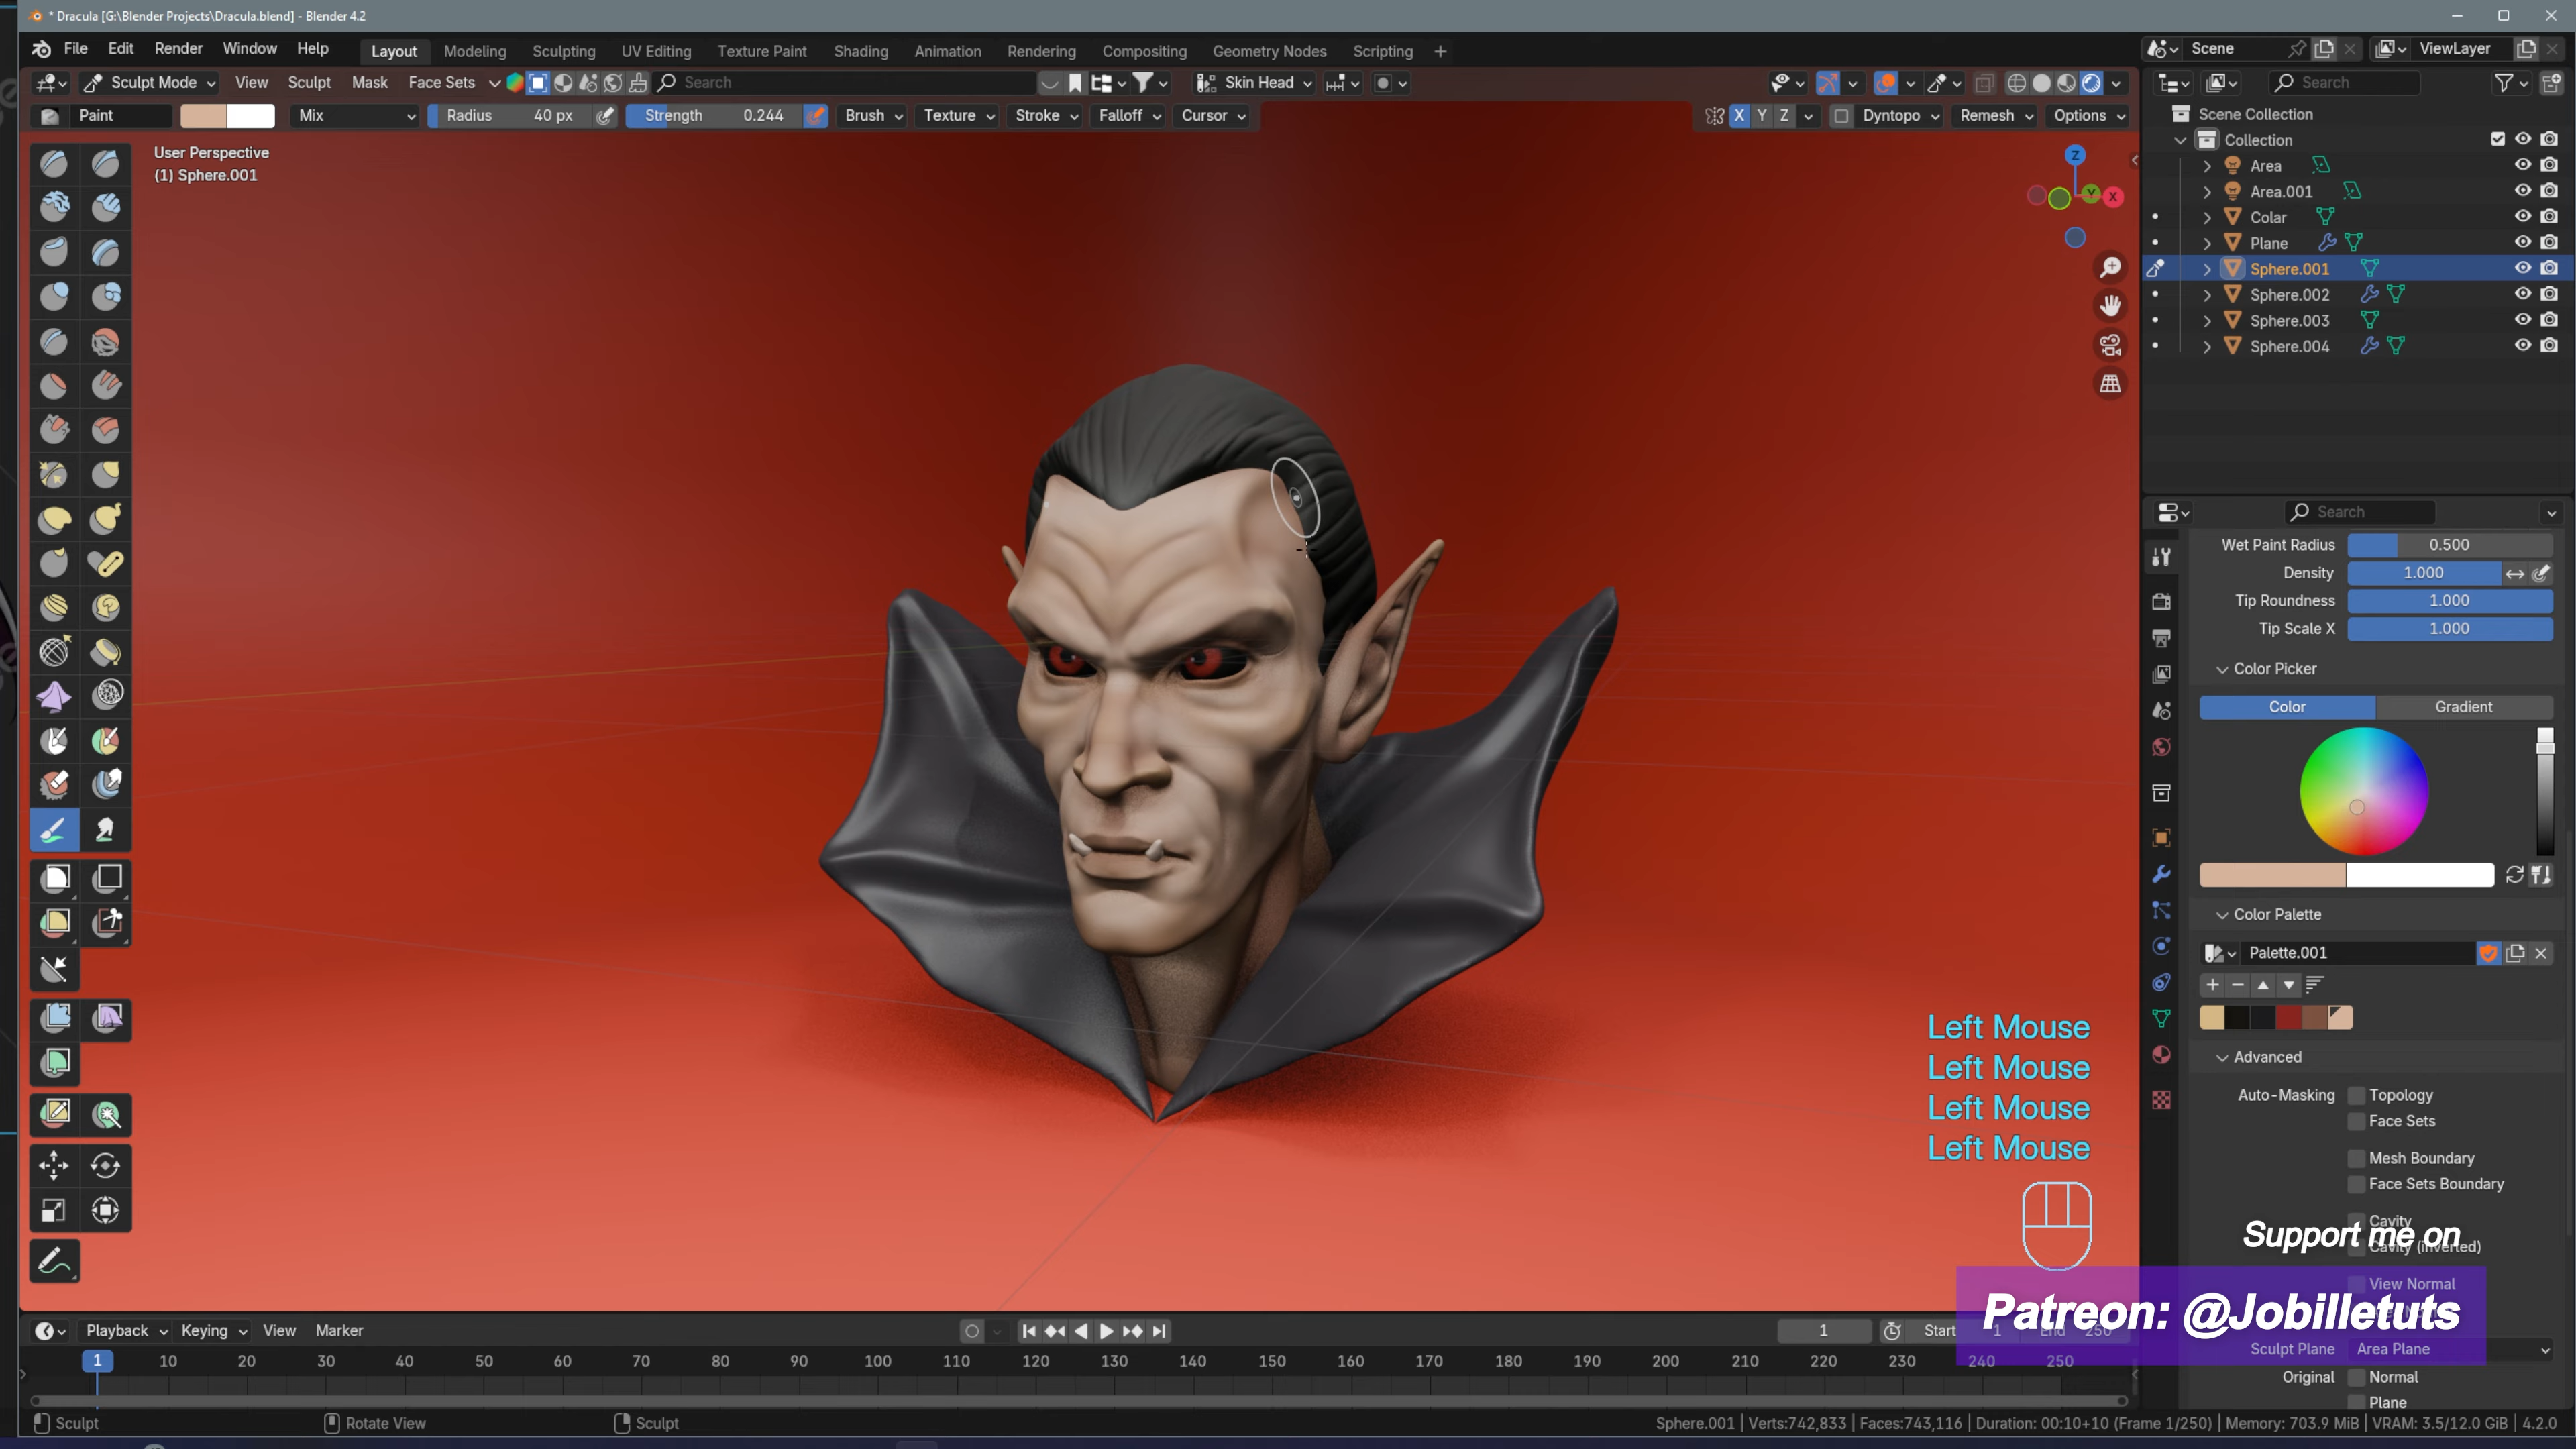 * Dracula [G:\Blender Projects\Dracula.blend] - Blender 4.2
File Edit Render Window Help Layout Modeling Sculpting UV Editing Texture Paint Shading Animation Rendering Compositing Geometry Nodes Scripting + Scene ViewLayer
Sculpt Mode View Sculpt Mask Face Sets Search Skin Head Search
Paint Mix Radius 40 px Strength 0.244 Brush Texture Stroke Falloff Cursor X Y Z Dyntopo Remesh Options
User Perspective
(1) Sphere.001
Z
Y
X
Scene Collection
Collection
Area
Area.001
Colar
Plane
Sphere.001
Sphere.002
Sphere.003
Sphere.004
Search
Wet Paint Radius 0.500
Density 1.000
Tip Roundness 1.000
Tip Scale X 1.000
Color Picker
Color Gradient
Color Palette
Palette.001
Advanced
Auto-Masking Topology
Face Sets
Mesh Boundary
Face Sets Boundary
Cavity
Cavity (inverted)
View Normal
Sculpt Plane Area Plane
Original Normal
Plane
Left Mouse
Left Mouse
Left Mouse
Left Mouse
Support me on
Patreon: @Jobilletuts
Playback Keying View Marker 1 Start 1 End 250
1 10 20 30 40 50 60 70 80 90 100 110 120 130 140 150 160 170 180 190 200 210 220 230 240 250
Sculpt Rotate View Sculpt Sphere.001 | Verts:742,833 | Faces:743,116 | Duration: 00:10+10 (Frame 1/250) | Memory: 703.9 MiB | VRAM: 3.5/12.0 GiB | 4.2.0